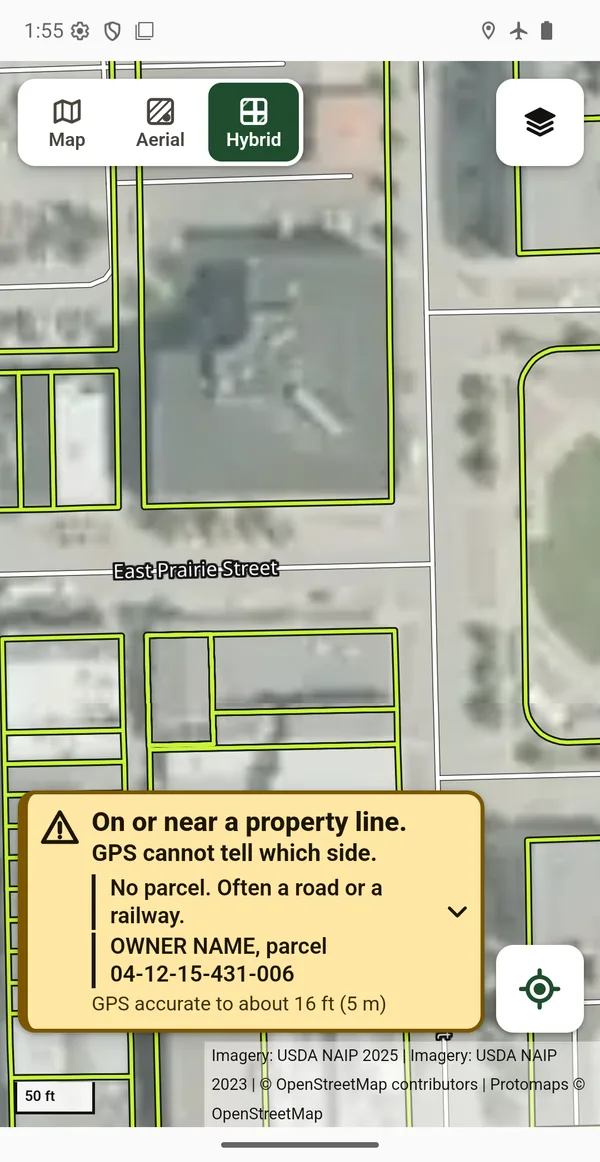 1:55
Map
Aerial
Hybrid
East Prairie Street
On or near a property line.
GPS cannot tell which side.
No parcel. Often a road or a
railway.
OWNER NAME, parcel
04-12-15-431-006
GPS accurate to about 16 ft (5 m)
Imagery: USDA NAIP 2025 | Imagery: USDA NAIP
2023 | © OpenStreetMap contributors | Protomaps ©
OpenStreetMap
50 ft